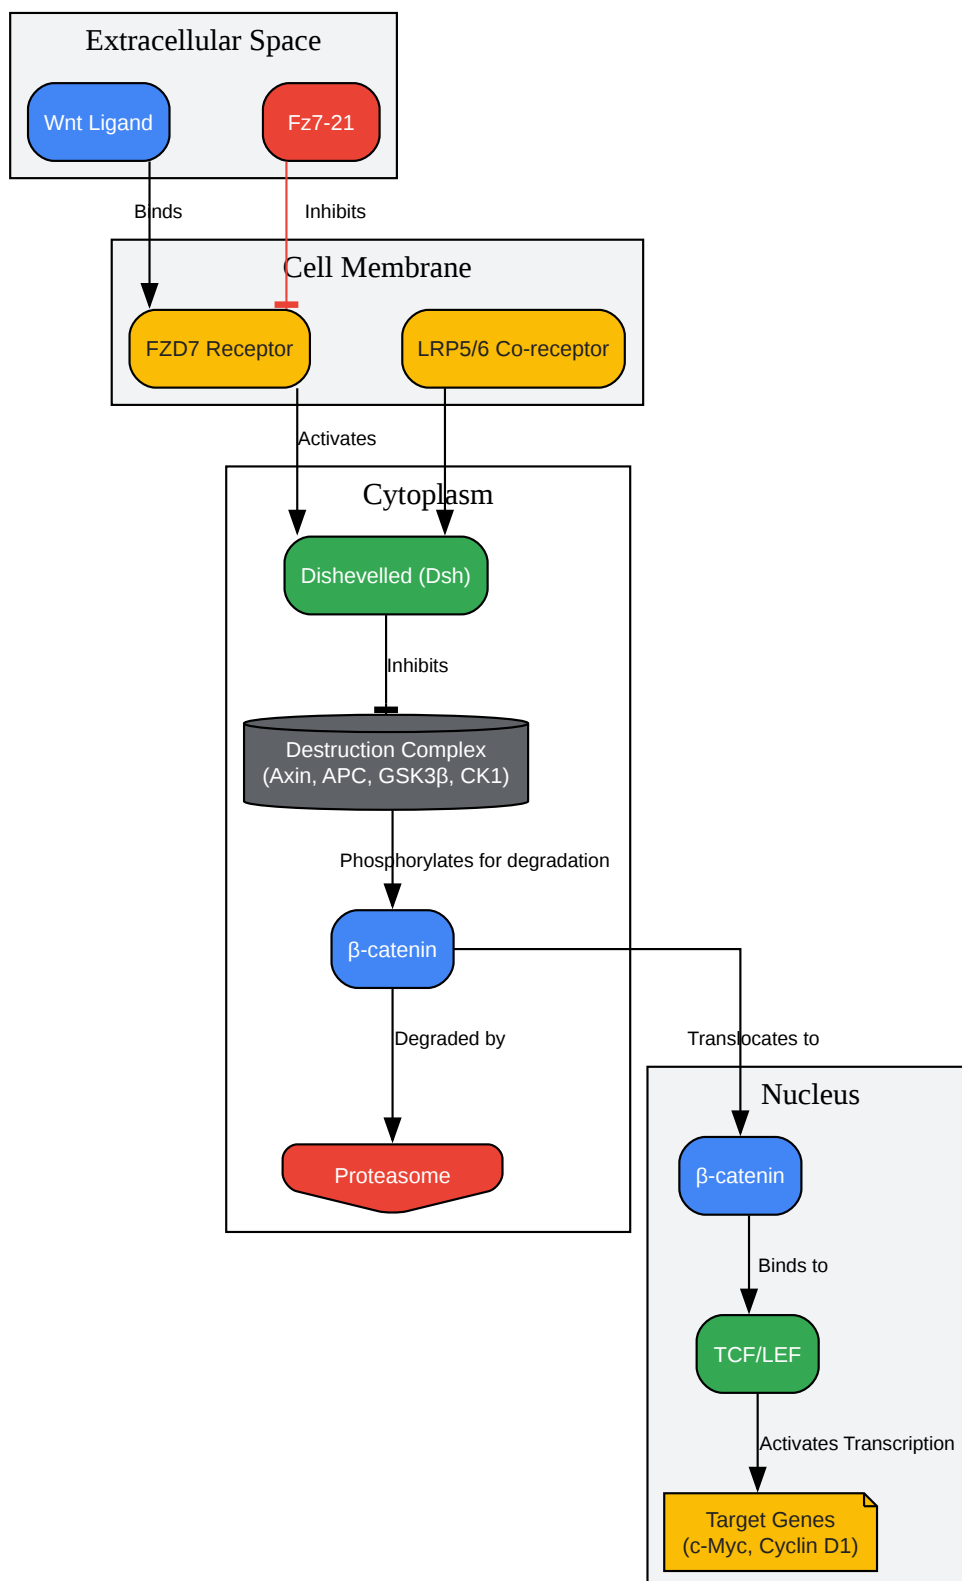 Extracellular Space
Wnt Ligand
Fz7-21
Binds
Inhibits
Cell Membrane
FZD7 Receptor
LRP5/6 Co-receptor
Activates
Cytoplasm
Dishevelled (Dsh)
Inhibits
Destruction Complex
(Axin, APC, GSK3β, CK1)
Phosphorylates for degradation
β-catenin
Degraded by
Translocates to
Proteasome
Nucleus
β-catenin
Binds to
TCF/LEF
Activates Transcription
Target Genes
(c-Myc, Cyclin D1)